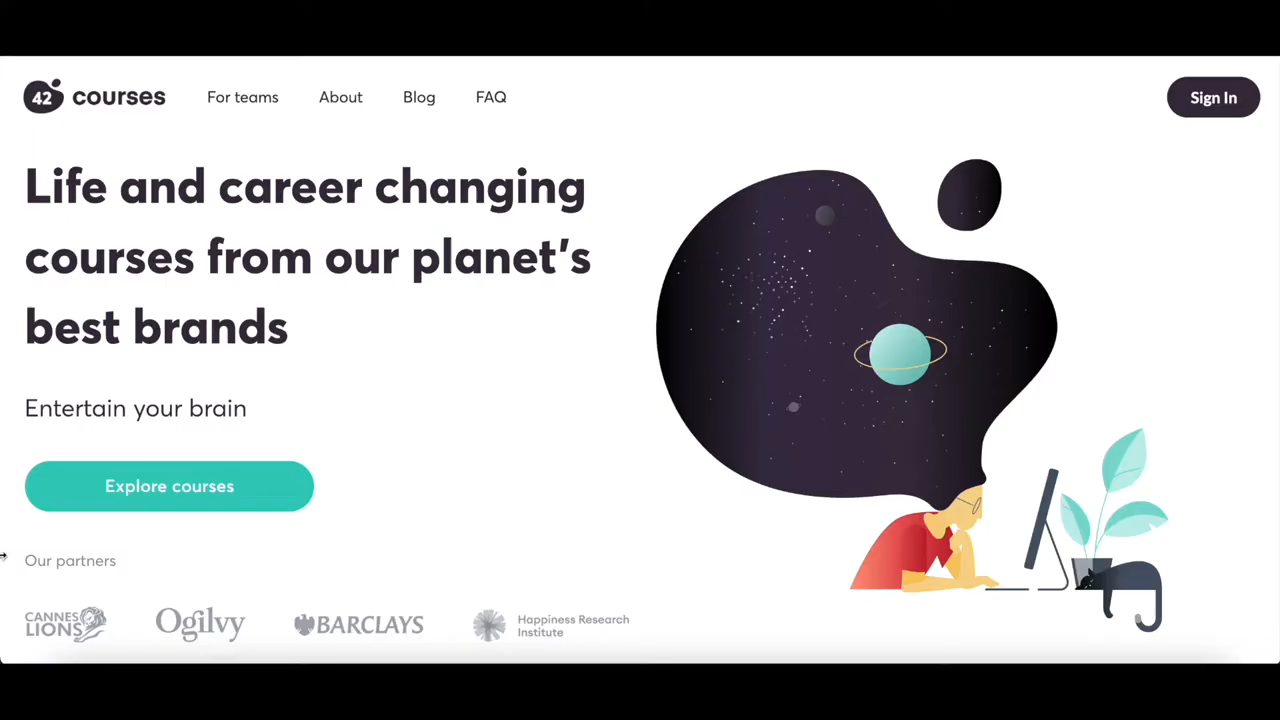 42 courses
For teams
About
Blog
FAQ
Sign In
Life and career changing
courses from our planet's
best brands
Entertain your brain
Explore courses
Our partners
CANNES
LIONS
Ogilvy
BARCLAYS
Happiness Research
Institute